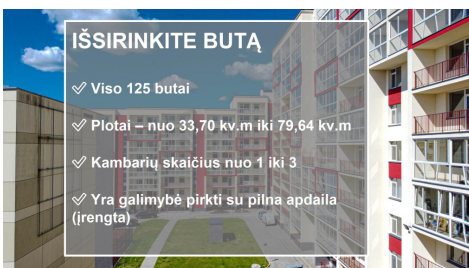 IŠSIRINKITE BUTĄ
✓ Viso 125 butai
✓ Plotai – nuo 33,70 kv.m iki 79,64 kv.m
✓ Kambarių skaičius nuo 1 iki 3
✓ Yra galimybė pirkti su pilna apdaila
(įrengta)